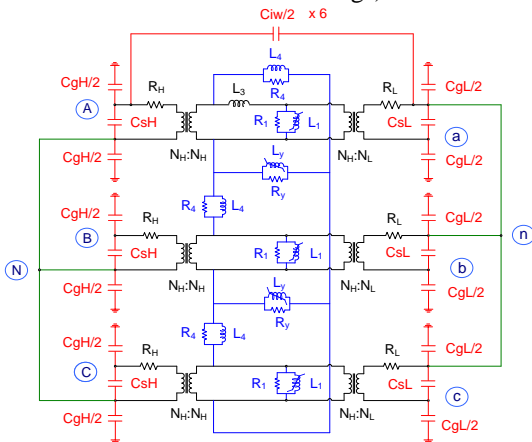 Ciw/2 x 6
CgH/2 L4 CgL/2
RH L3 R4 RL
A CsH R1 L1 CsL a
CgH/2 NH:NH NH:NL CgL/2
Ly
Ry
CgH/2 R4 L4 CgL/2
RH RL n
B CsH R1 L1 CsL b
N
CgH/2 NH:NH Ly NH:NL CgL/2
Ry
CgH/2 R4 L4 CgL/2
RH RL
C CsH R1 L1 CsL c
CgH/2 NH:NH NH:NL CgL/2